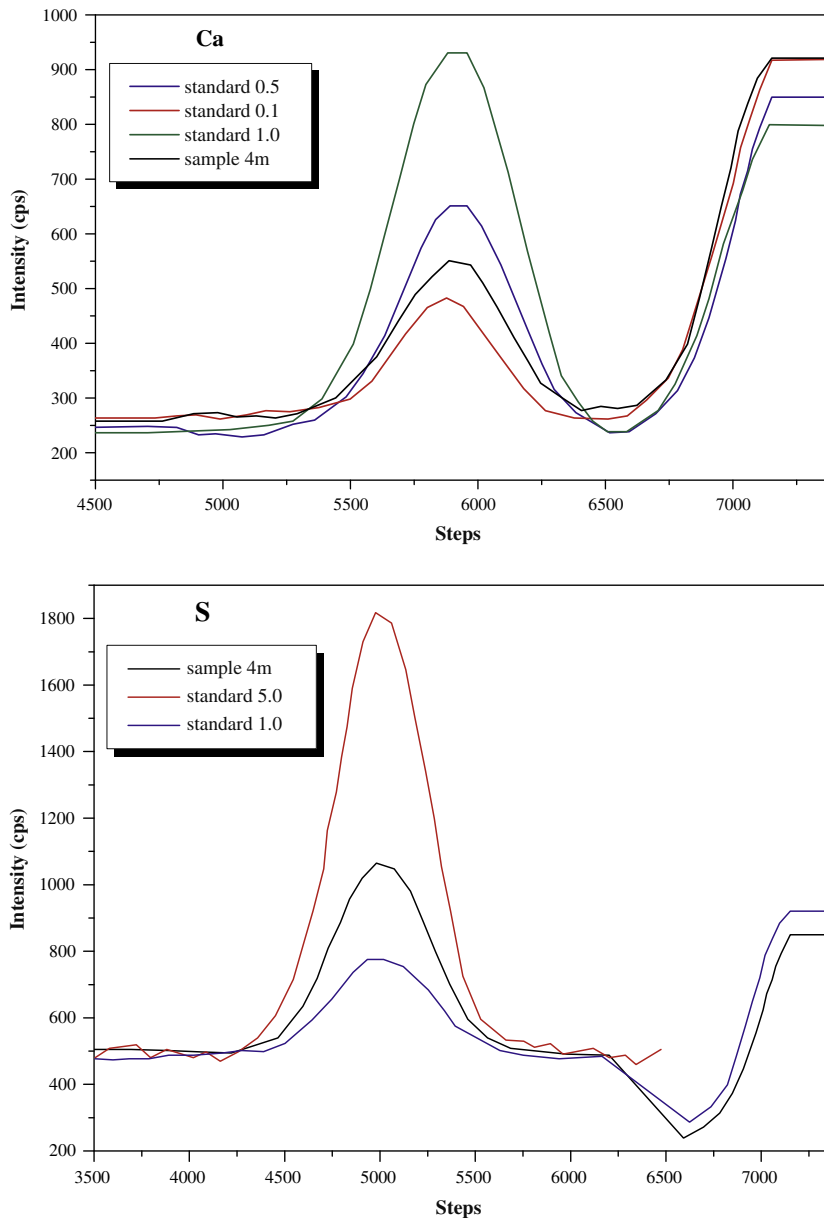 Ca
standard 0.5
standard 0.1
standard 1.0
sample 4m
Intensity (cps)
1000
900
800
700
600
500
400
300
200
4500 5000 5500 6000 6500 7000
Steps
S
sample 4m
standard 5.0
standard 1.0
Intensity (cps)
1800
1600
1400
1200
1000
800
600
400
200
3500 4000 4500 5000 5500 6000 6500 7000
Steps